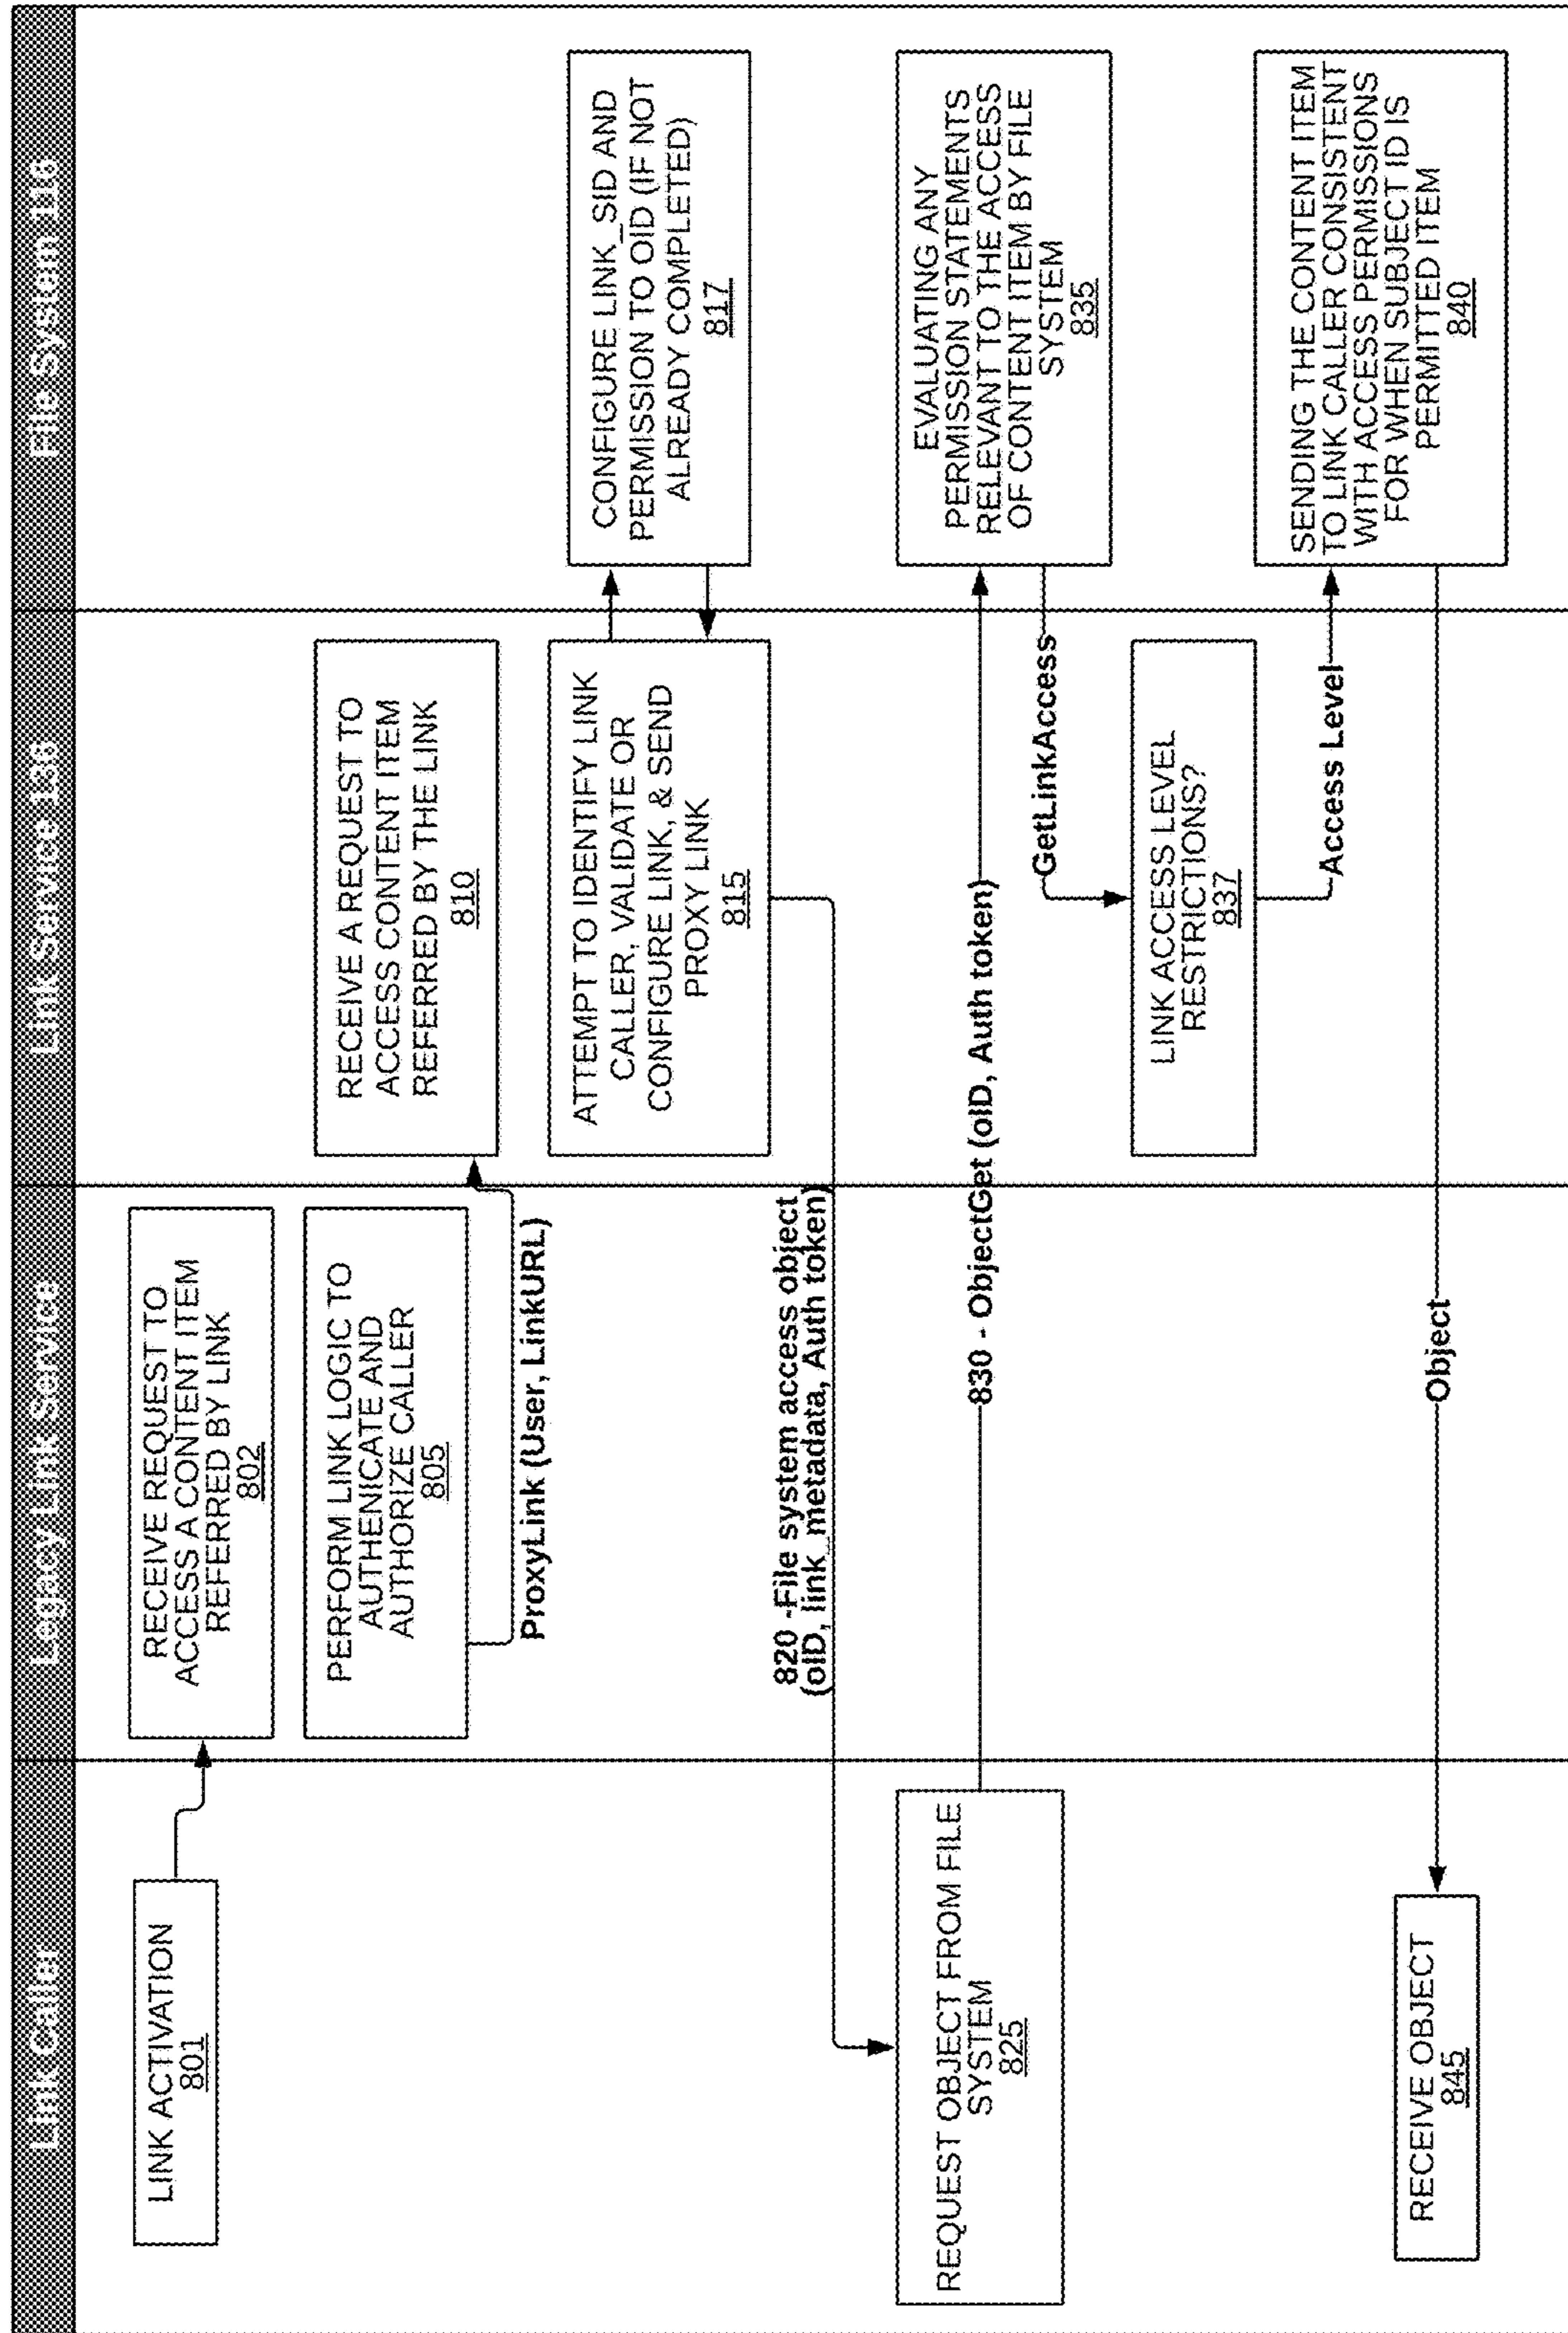 Link Caller
Legacy Link Service
Link Service 136
File System 116
LINK ACTIVATION
801
RECEIVE REQUEST TO
ACCESS A CONTENT ITEM
REFERRED BY LINK
802
PERFORM LINK LOGIC TO
AUTHENICATE AND
AUTHORIZE CALLER
805
ProxyLink (User, LinkURL)
RECEIVE A REQUEST TO
ACCESS CONTENT ITEM
REFERRED BY THE LINK
810
ATTEMPT TO IDENTIFY LINK
CALLER, VALIDATE OR
CONFIGURE LINK, & SEND
PROXY LINK
815
CONFIGURE LINK_SID AND
PERMISSION TO OID (IF NOT
ALREADY COMPLETED)
817
820 -File system access object
(oID, link_metadata, Auth token)
REQUEST OBJECT FROM FILE
SYSTEM
825
830 - ObjectGet (oID, Auth token)
EVALUATING ANY
PERMISSION STATEMENTS
RELEVANT TO THE ACCESS
OF CONTENT ITEM BY FILE
SYSTEM
835
GetLinkAccess
LINK ACCESS LEVEL
RESTRICTIONS?
837
Access Level
SENDING THE CONTENT ITEM
TO LINK CALLER CONSISTENT
WITH ACCESS PERMISSIONS
FOR WHEN SUBJECT ID IS
PERMITTED ITEM
840
Object
RECEIVE OBJECT
845